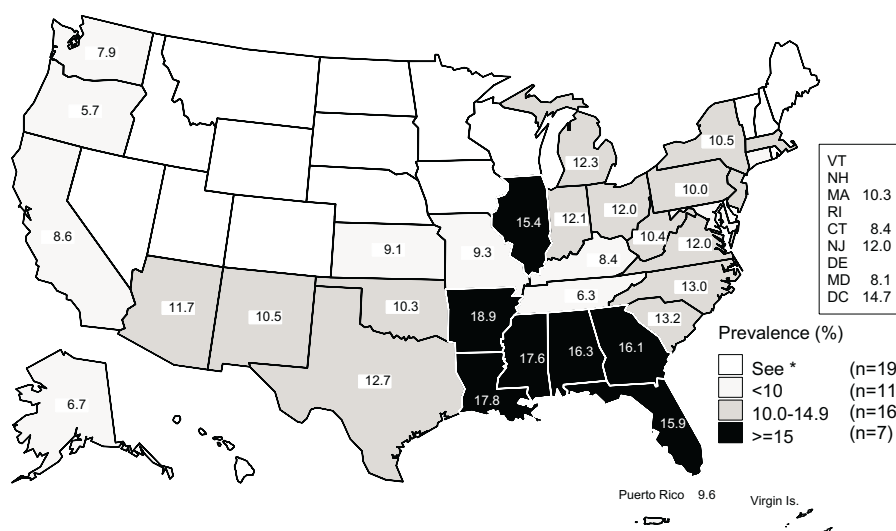 7.9
5.7
8.6
6.7
11.7
10.5
9.1
10.3
12.7
9.3
18.9
17.8
15.4
12.1
12.3
12.0
8.4
6.3
17.6
16.3
16.1
15.9
13.2
13.0
12.0
10.4
10.0
10.5
VT
NH
MA 10.3
RI
CT 8.4
NJ 12.0
DE
MD 8.1
DC 14.7
Prevalence (%)
See * (n=19
<10 (n=11
10.0-14.9 (n=16
>=15 (n=7)
Puerto Rico 9.6
Virgin Is.